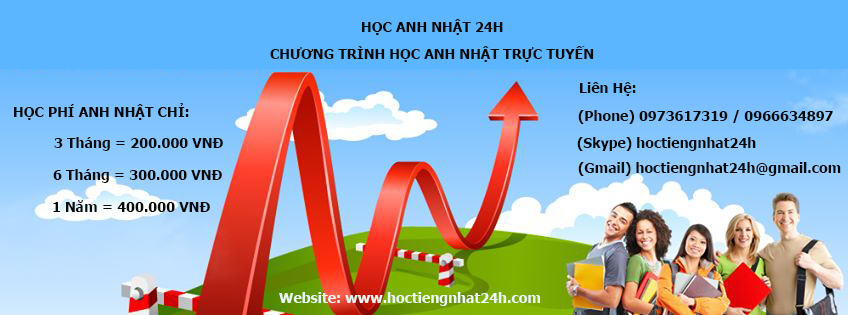 HỌC ANH NHẬT 24H
CHƯƠNG TRÌNH HỌC ANH NHẬT TRỰC TUYẾN
HỌC PHÍ ANH NHẬT CHỈ:
3 Tháng = 200.000 VNĐ
6 Tháng = 300.000 VNĐ
1 Năm = 400.000 VNĐ
Liên Hệ:
(Phone) 0973617319 / 0966634897
(Skype) hoctiengnhat24h
(Gmail) hoctiengnhat24h@gmail.com
Website: www.hoctiengnhat24h.com